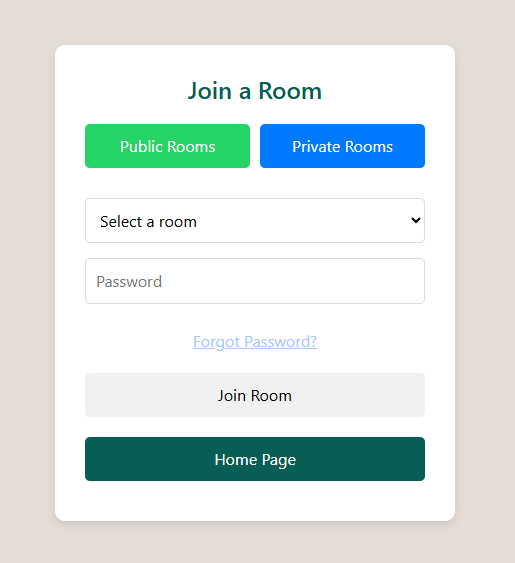 Join a Room
Public Rooms
Private Rooms
Select a room
Password
Forgot Password?
Join Room
Home Page